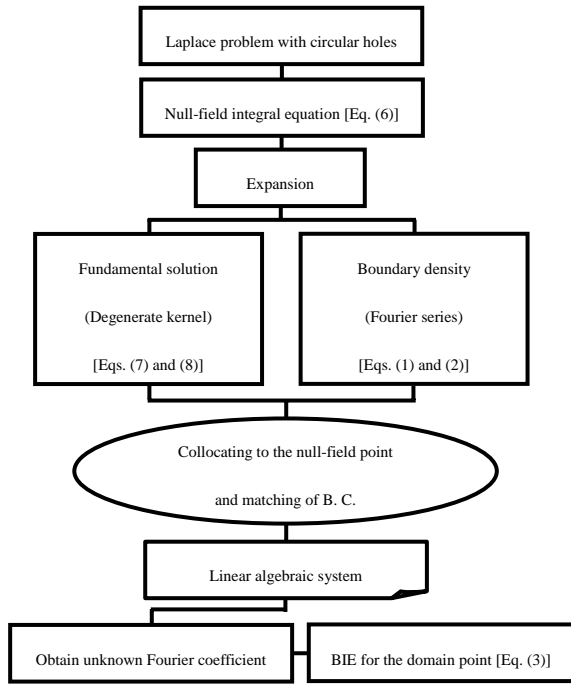 Laplace problem with circular holes
Null-field integral equation [Eq. (6)]
Expansion
Fundamental solution
(Degenerate kernel)
[Eqs. (7) and (8)]
Boundary density
(Fourier series)
[Eqs. (1) and (2)]
Collocating to the null-field point
and matching of B. C.
Linear algebraic system
Obtain unknown Fourier coefficient
BIE for the domain point [Eq. (3)]